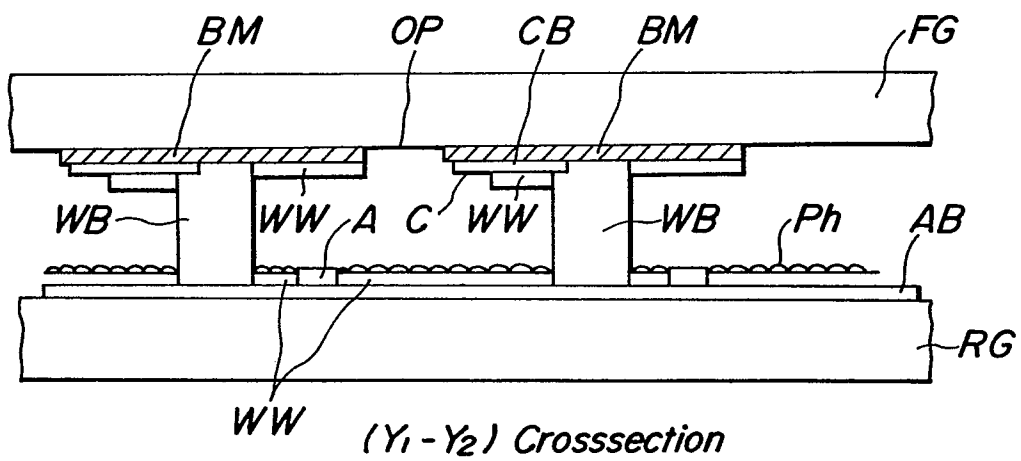 BM OP CB BM FG
WB WW A C WW WB Ph AB
RG
WW
(Y1-Y2) Crosssection